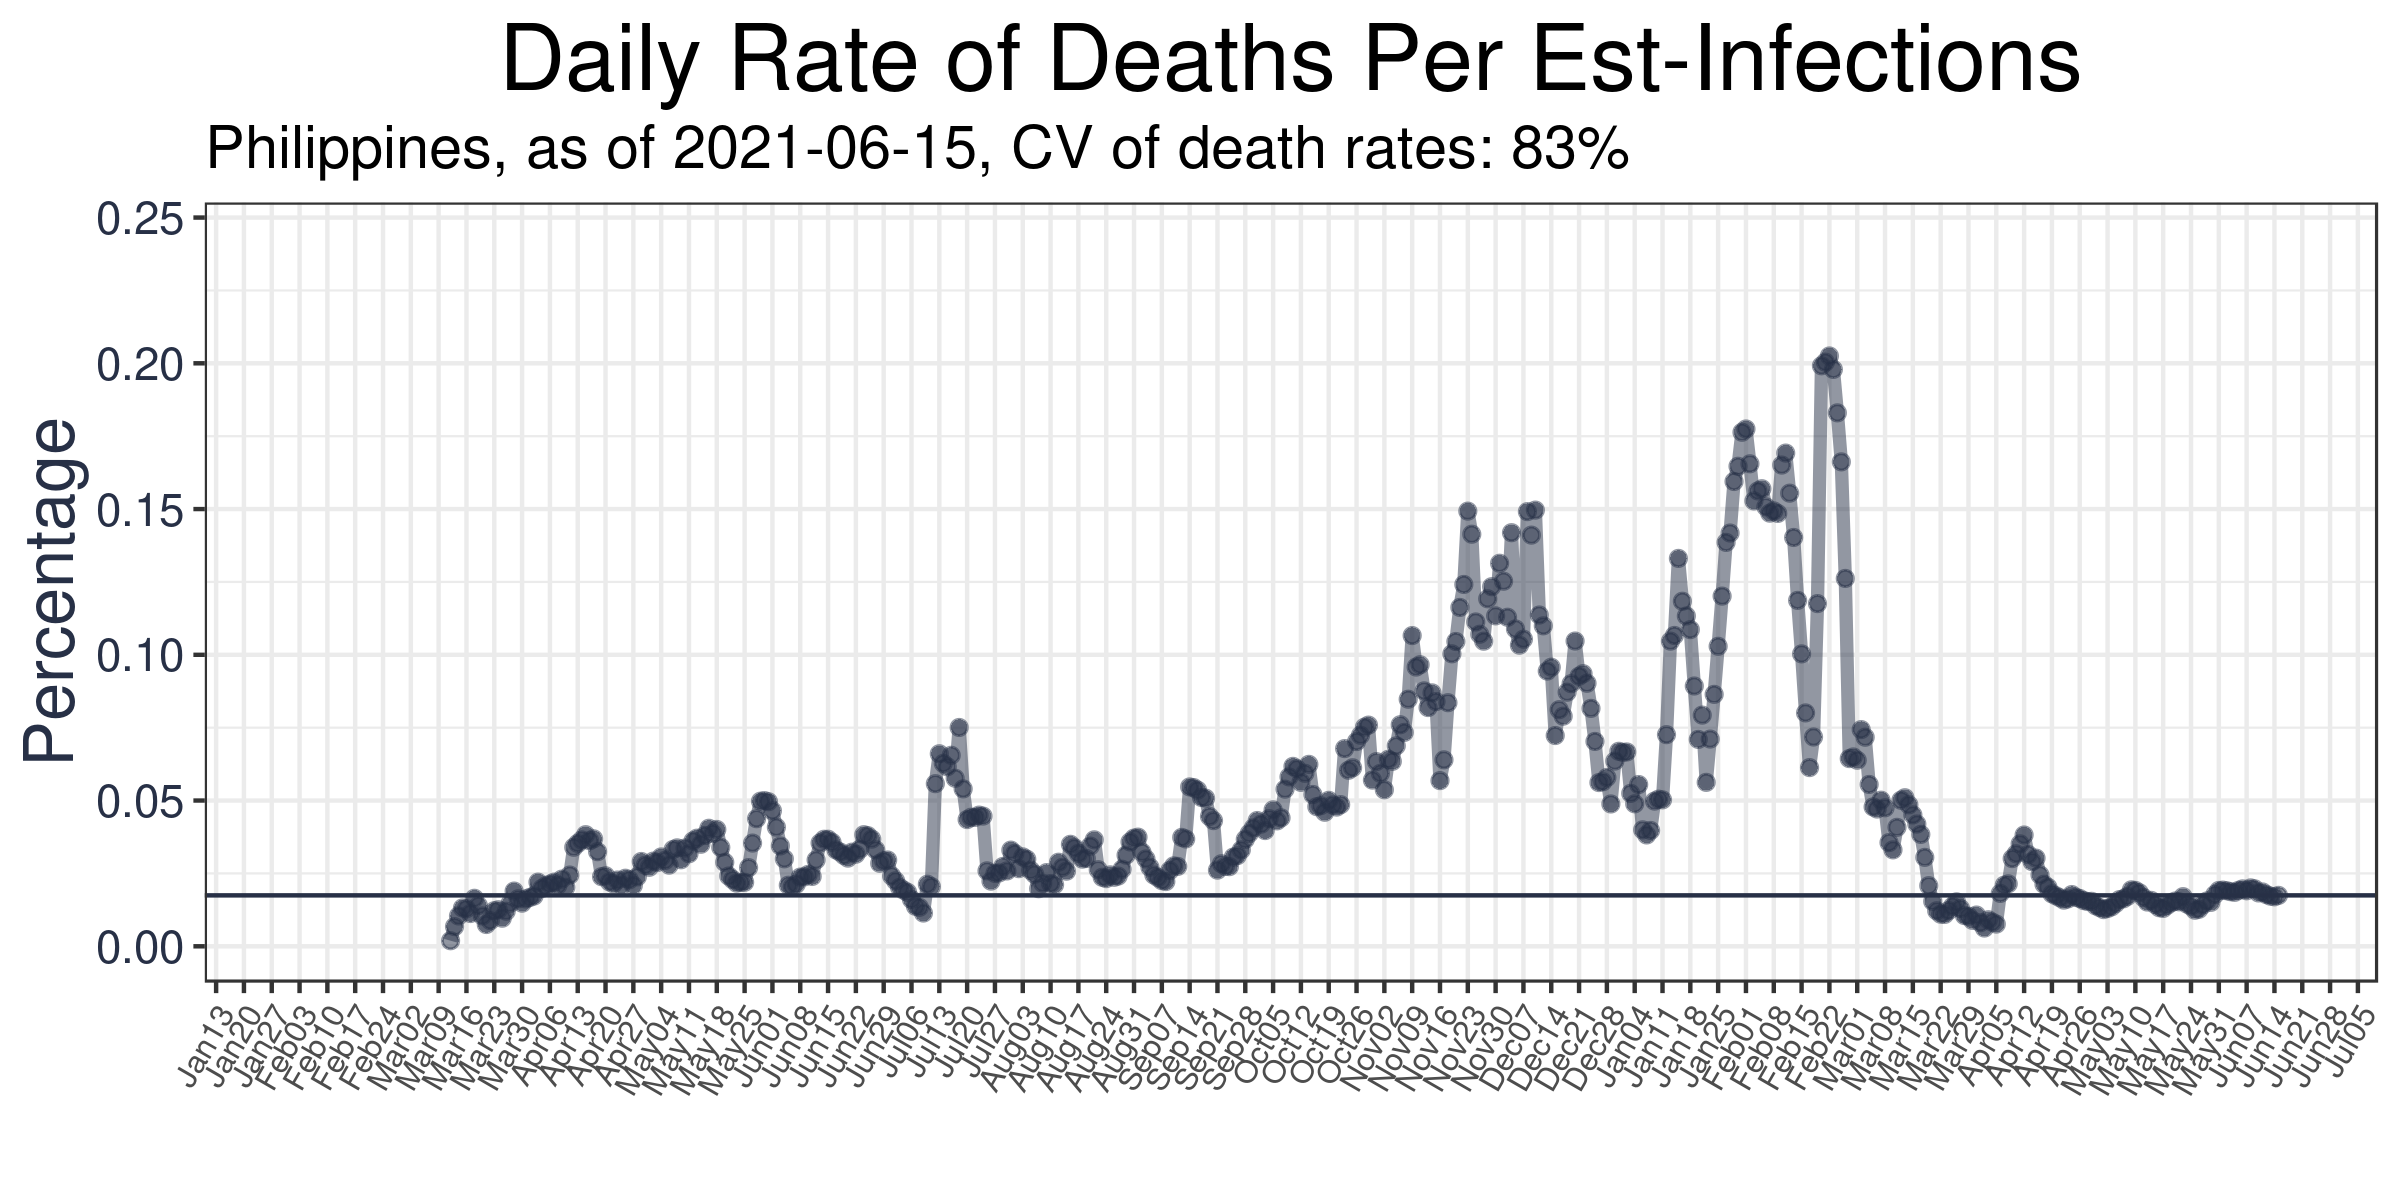 Daily Rate of Deaths Per Est-Infections
Philippines, as of 2021-06-15, CV of death rates: 83%
Percentage
0.25
0.20
0.15
0.10
0.05
0.00
Jan13
Jan20
Jan27
Feb03
Feb10
Feb17
Feb24
Mar02
Mar09
Mar16
Mar23
Mar30
Apr06
Apr13
Apr20
Apr27
May04
May11
May18
May25
Jun01
Jun08
Jun15
Jun22
Jun29
Jul06
Jul13
Jul20
Jul27
Aug03
Aug10
Aug17
Aug24
Aug31
Sep07
Sep14
Sep21
Sep28
Oct05
Oct12
Oct19
Oct26
Nov02
Nov09
Nov16
Nov23
Nov30
Dec07
Dec14
Dec21
Dec28
Jan04
Jan11
Jan18
Jan25
Feb01
Feb08
Feb15
Feb22
Mar01
Mar08
Mar15
Mar22
Mar29
Apr05
Apr12
Apr19
Apr26
May03
May10
May17
May24
May31
Jun07
Jun14
Jun21
Jun28
Jul05